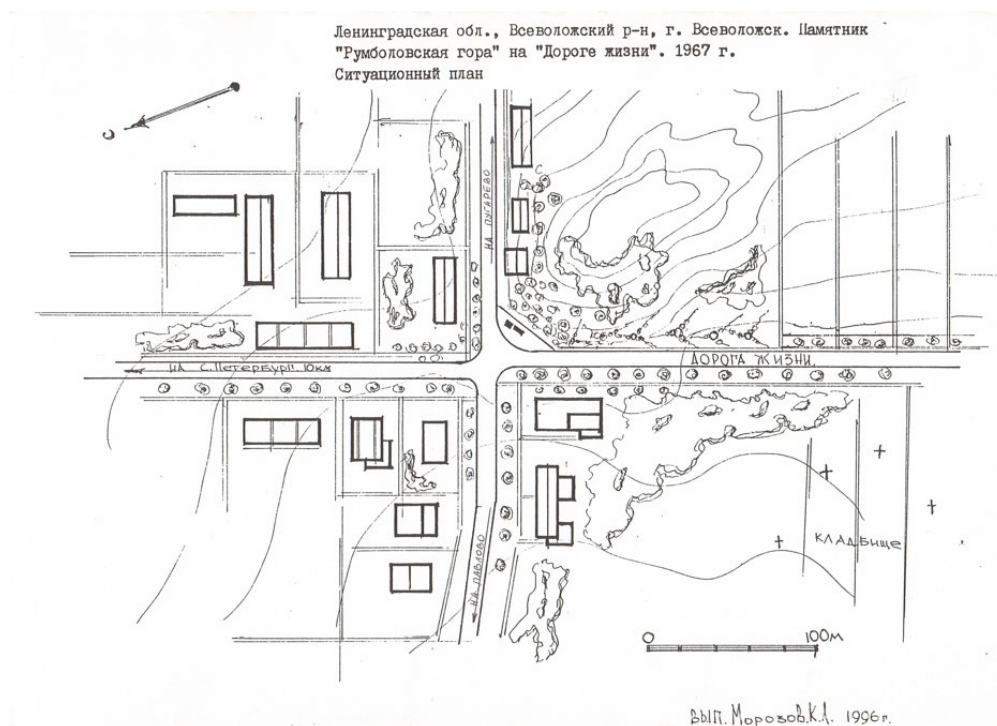 Ленинградская обл., Всеволожский р-н, г. Всеволожск. Памятник
"Румболовская гора" на "Дороге жизни". 1967 г.
Ситуационный план
С
НА ПУГАРЕВО
С
ДОРОГА ЖИЗНИ.
НА С.Петербург. 10км
КЛАДБИЩЕ
НА ПАВЛОВО
0 100м
ВЫП. Морозов.К.Л. 1996г.